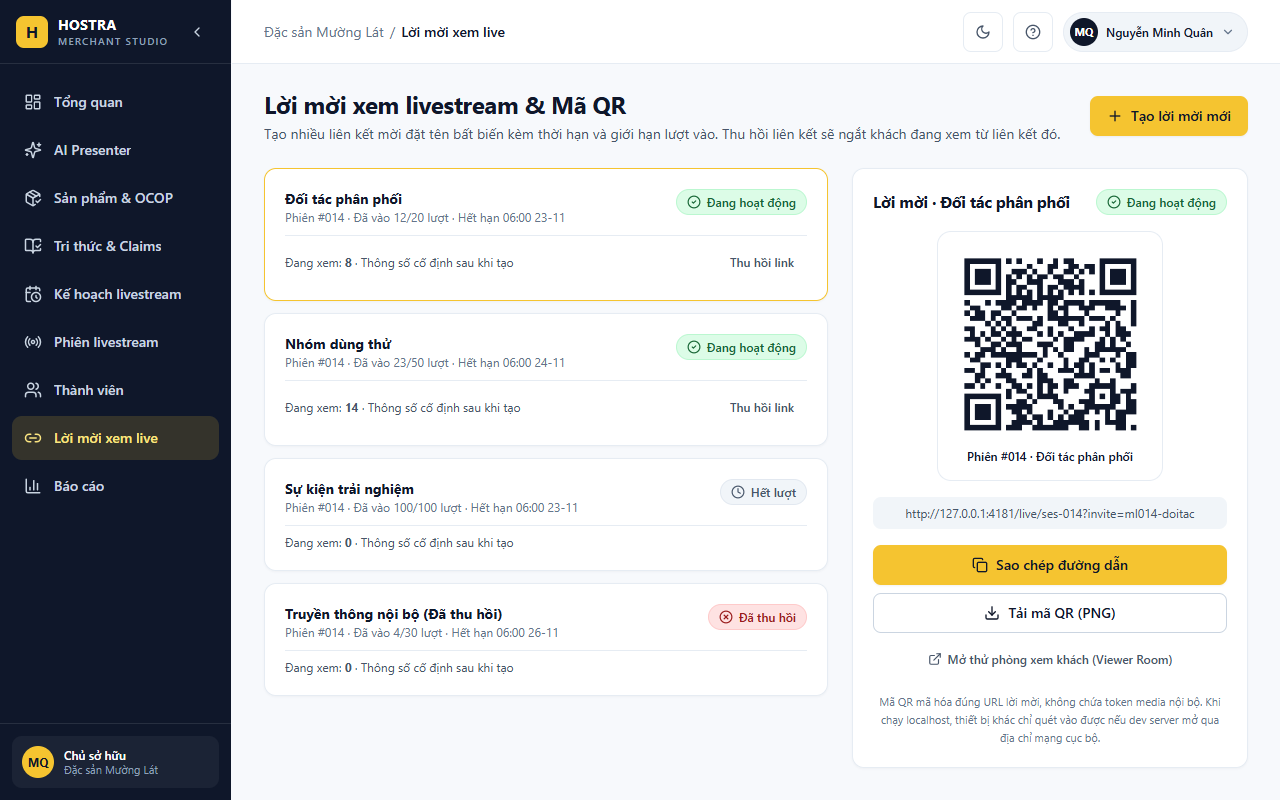 H
HOSTRA
MERCHANT STUDIO
Tổng quan
AI Presenter
Sản phẩm & OCOP
Tri thức & Claims
Kế hoạch livestream
Phiên livestream
Thành viên
Lời mời xem live
Báo cáo
MQ
Chủ sở hữu
Đặc sản Mường Lát
Đặc sản Mường Lát / Lời mời xem live
MQ Nguyễn Minh Quân
Lời mời xem livestream & Mã QR
Tạo nhiều liên kết mời đặt tên bất biến kèm thời hạn và giới hạn lượt vào. Thu hồi liên kết sẽ ngắt khách đang xem từ liên kết đó.
Tạo lời mời mới
Đối tác phân phối
Phiên #014 · Đã vào 12/20 lượt · Hết hạn 06:00 23-11
Đang hoạt động
Đang xem: 8 · Thông số cố định sau khi tạo
Thu hồi link
Nhóm dùng thử
Phiên #014 · Đã vào 23/50 lượt · Hết hạn 06:00 24-11
Đang hoạt động
Đang xem: 14 · Thông số cố định sau khi tạo
Thu hồi link
Sự kiện trải nghiệm
Phiên #014 · Đã vào 100/100 lượt · Hết hạn 06:00 23-11
Hết lượt
Đang xem: 0 · Thông số cố định sau khi tạo
Truyền thông nội bộ (Đã thu hồi)
Phiên #014 · Đã vào 4/30 lượt · Hết hạn 06:00 26-11
Đã thu hồi
Đang xem: 0 · Thông số cố định sau khi tạo
Lời mời · Đối tác phân phối
Đang hoạt động
Phiên #014 · Đối tác phân phối
http://127.0.0.1:4181/live/ses-014?invite=ml014-doitac
Sao chép đường dẫn
Tải mã QR (PNG)
Mở thử phòng xem khách (Viewer Room)
Mã QR mã hóa đúng URL lời mời, không chứa token media nội bộ. Khi
chạy localhost, thiết bị khác chỉ quét vào được nếu dev server mở qua
địa chỉ mạng cục bộ.